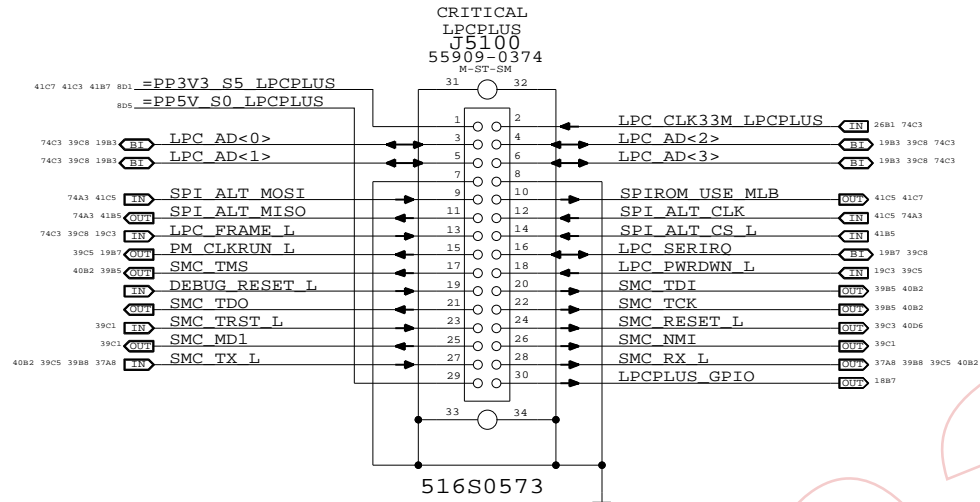 CRITICAL
LPCPLUS
J5100
55909-0374
M-ST-SM
41C7 41C3 41B7 8D1 =PP3V3_S5_LPCPLUS 31 32
8D5 =PP5V_S0_LPCPLUS
1 2 LPC_CLK33M_LPCPLUS IN 26B1 74C3
74C3 39C8 19B3 BI LPC_AD<0> 3 4 LPC_AD<2> BI 19B3 39C8 74C3
74C3 39C8 19B3 BI LPC_AD<1> 5 6 LPC_AD<3> BI 19B3 39C8 74C3
7 8
74A3 41C5 IN SPI_ALT_MOSI 9 10 SPIROM_USE_MLB OUT 41C5 41C7
74A3 41B5 OUT SPI_ALT_MISO 11 12 SPI_ALT_CLK IN 41C5 74A3
74C3 39C8 19C3 IN LPC_FRAME_L 13 14 SPI_ALT_CS_L IN 41B5
39C5 19B7 OUT PM_CLKRUN_L 15 16 LPC_SERIRQ BI 19B7 39C8
40B2 39B5 OUT SMC_TMS 17 18 LPC_PWRDWN_L IN 19C3 39C5
IN DEBUG_RESET_L 19 20 SMC_TDI OUT 39B5 40B2
OUT SMC_TDO 21 22 SMC_TCK OUT 39B5 40B2
39C1 IN SMC_TRST_L 23 24 SMC_RESET_L OUT 39C3 40D6
39C1 OUT SMC_MD1 25 26 SMC_NMI OUT 39C1
40B2 39C5 39B8 37A8 IN SMC_TX_L 27 28 SMC_RX_L OUT 37A8 39B8 39C5 40B2
29 30 LPCPLUS_GPIO OUT 18B7
33 34
516S0573